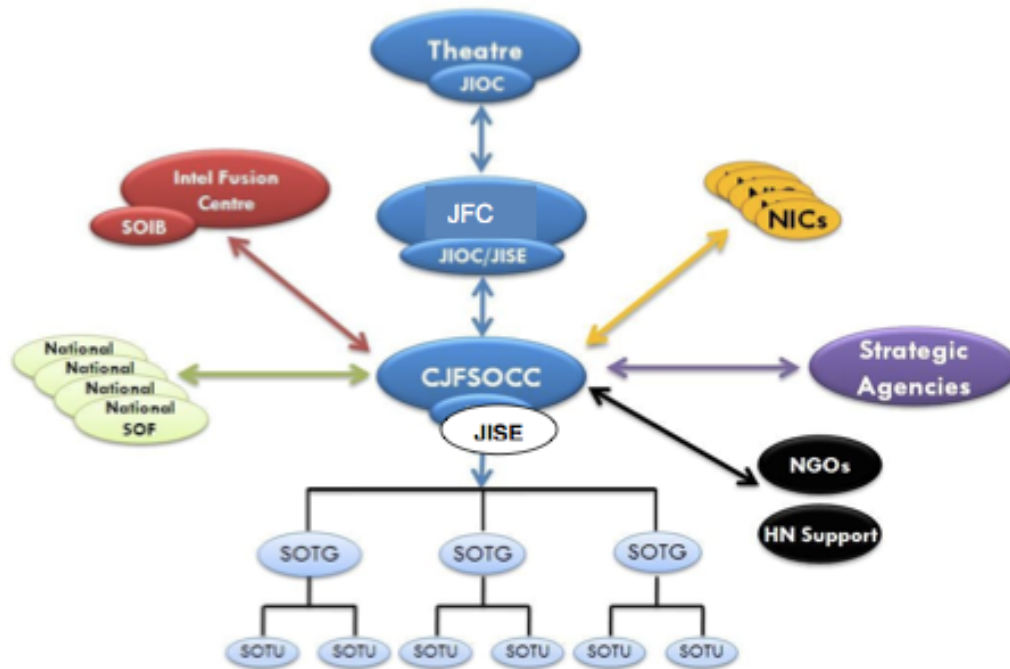 Theatre
JIOC
Intel Fusion
Centre
SOIB
JFC
JIOC/JISE
NICs
National
National
National
National
SOF
CJFSOCC
JISE
Strategic
Agencies
NGOs
HN Support
SOTG
SOTG
SOTG
SOTU
SOTU
SOTU
SOTU
SOTU
SOTU